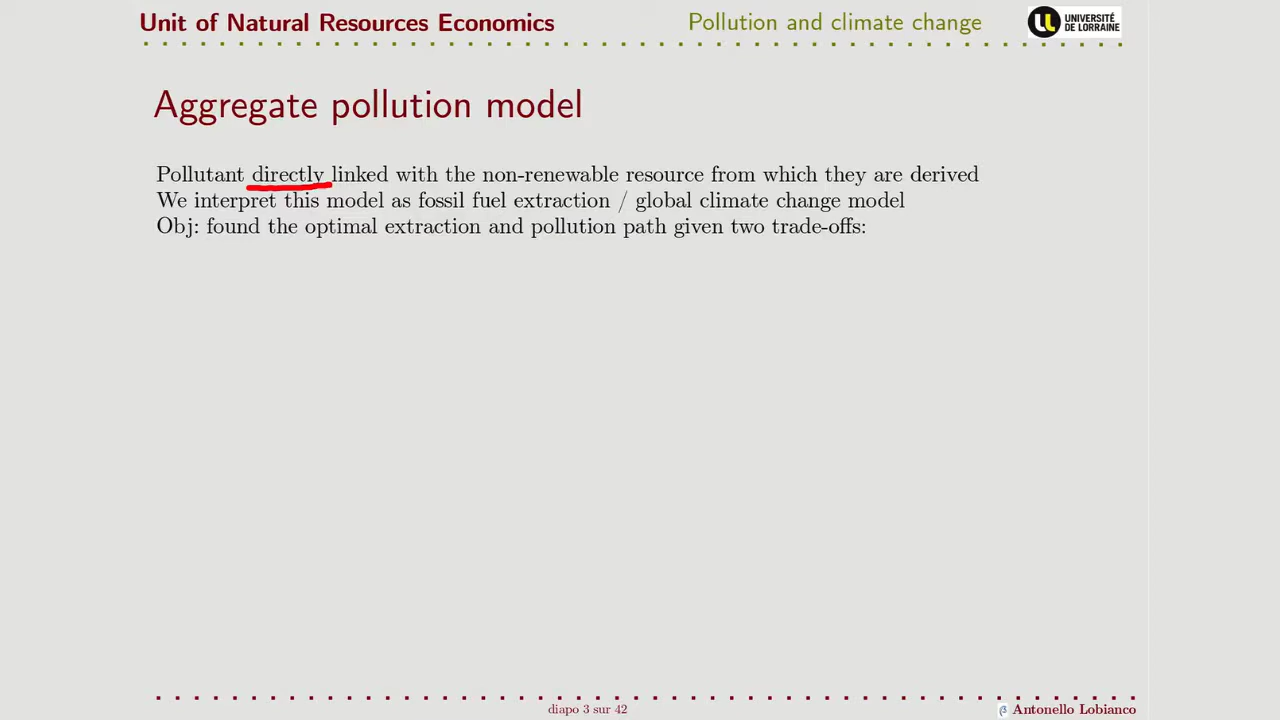 Unit of Natural Resources Economics
Pollution and climate change
UNIVERSITÉ
DE LORRAINE
Aggregate pollution model
Pollutant directly linked with the non-renewable resource from which they are derived
We interpret this model as fossil fuel extraction / global climate change model
Obj: found the optimal extraction and pollution path given two trade-offs:
diapo 3 sur 42
β Antonello Lobianco